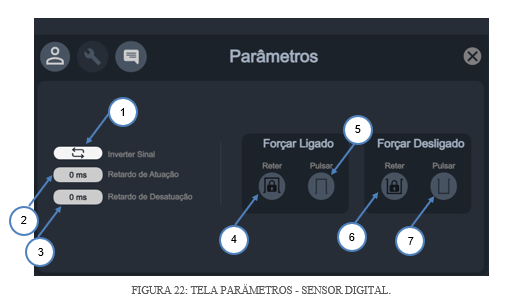 Parâmetros
1
Forçar Ligado
Forçar Desligado
5
Inverter Sinal
Reter
Pulsar
Reter
Pulsar
0 ms
Retardo de Atuação
0 ms
Retardo de Desatuação
2
3
4
6
7
FIGURA 22: TELA PARÂMETROS - SENSOR DIGITAL.